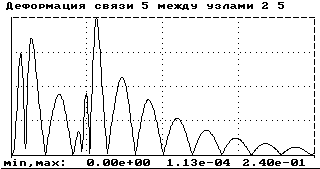 Деформация связи 5 между узлами 2 5
min,max: 0.00e+00 1.13e-04 2.40e-01